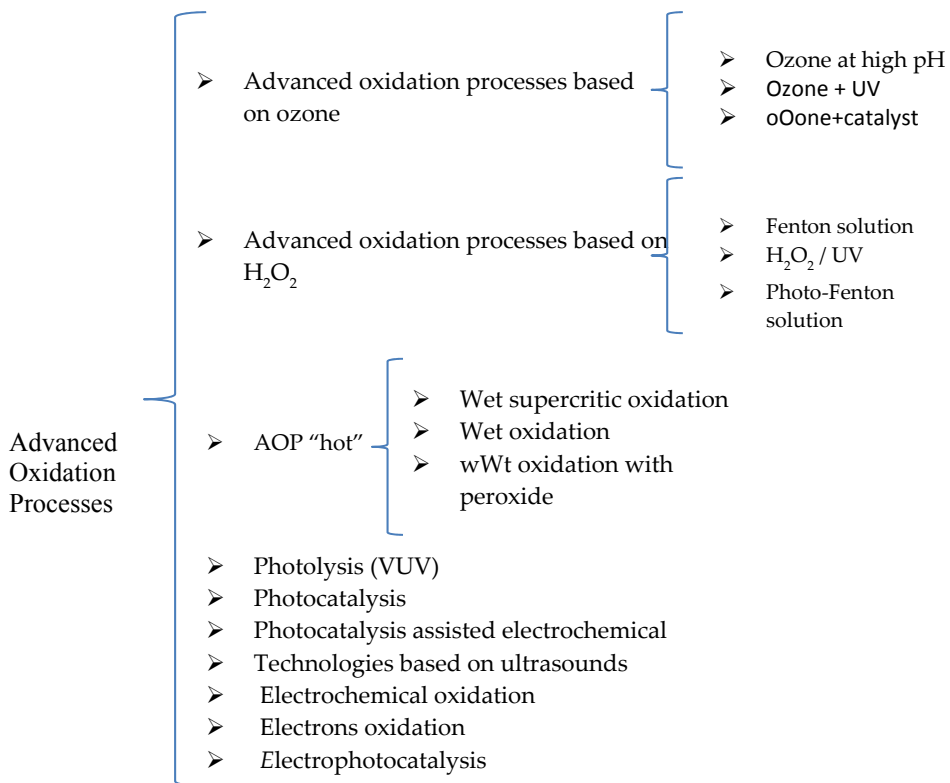 Advanced
Oxidation
Processes
➢ Advanced oxidation processes based
on ozone
➢ Ozone at high pH
➢ Ozone + UV
➢ oOone+catalyst
➢ Advanced oxidation processes based on
H₂O₂
➢ Fenton solution
➢ H₂O₂ / UV
➢ Photo-Fenton
solution
➢ AOP “hot”
➢ Wet supercritic oxidation
➢ Wet oxidation
➢ wWt oxidation with
peroxide
➢ Photolysis (VUV)
➢ Photocatalysis
➢ Photocatalysis assisted electrochemical
➢ Technologies based on ultrasounds
➢ Electrochemical oxidation
➢ Electrons oxidation
➢ Electrophotocatalysis